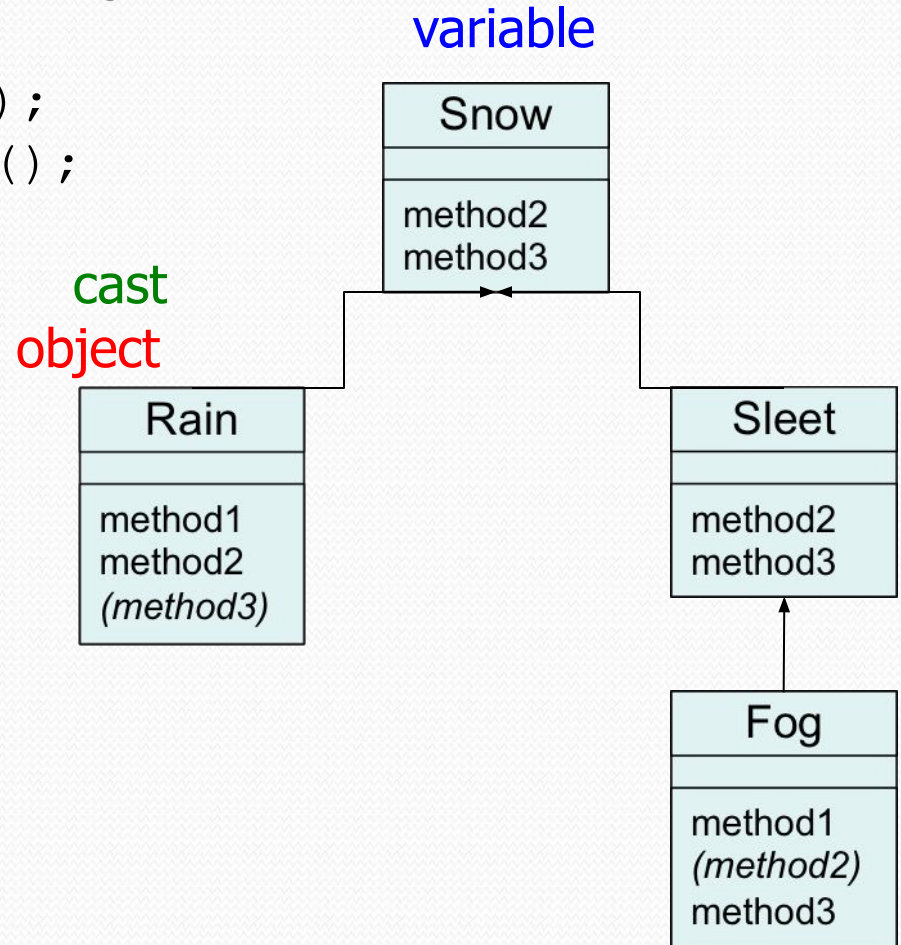 variable
);
();
Snow
method2
method3
cast
object
Rain
method1
method2
(method3)
Sleet
method2
method3
Fog
method1
(method2)
method3